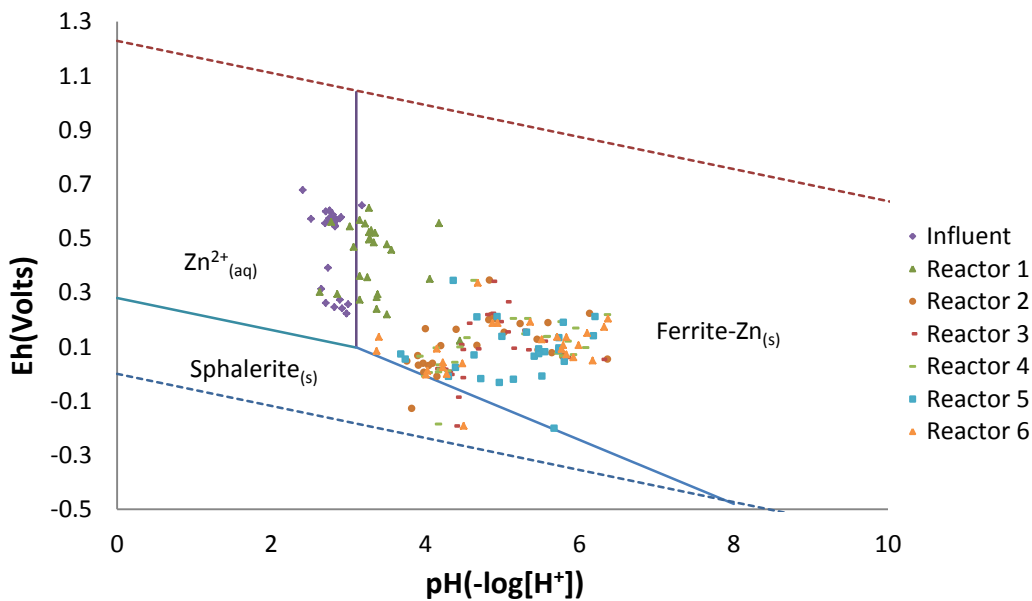 1.3
1.1
0.9
0.7
0.5
0.3
0.1
-0.1
-0.3
-0.5
Eh(Volts)
Zn²⁺(aq)
Sphalerite(s)
Ferrite-Zn(s)
0 2 4 6 8 10
pH(-log[H⁺])
Influent
Reactor 1
Reactor 2
Reactor 3
Reactor 4
Reactor 5
Reactor 6